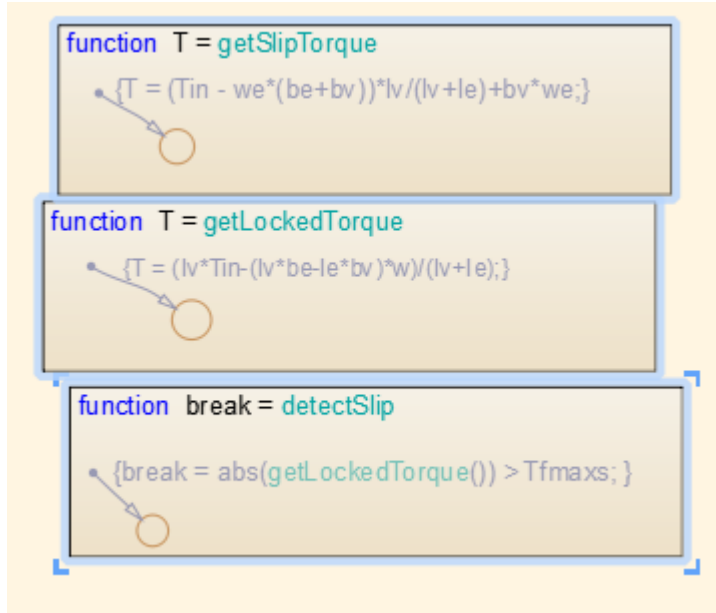 function T = getSlipTorque
{T = (Tin - we*(be+bv))*Iv/(Iv+Ie)+bv*we;}
function T = getLockedTorque
{T = (Iv*Tin-(Iv*be-Ie*bv)*w)/(Iv+Ie);}
function break = detectSlip
{break = abs(getLockedTorque()) > Tfmaxs; }